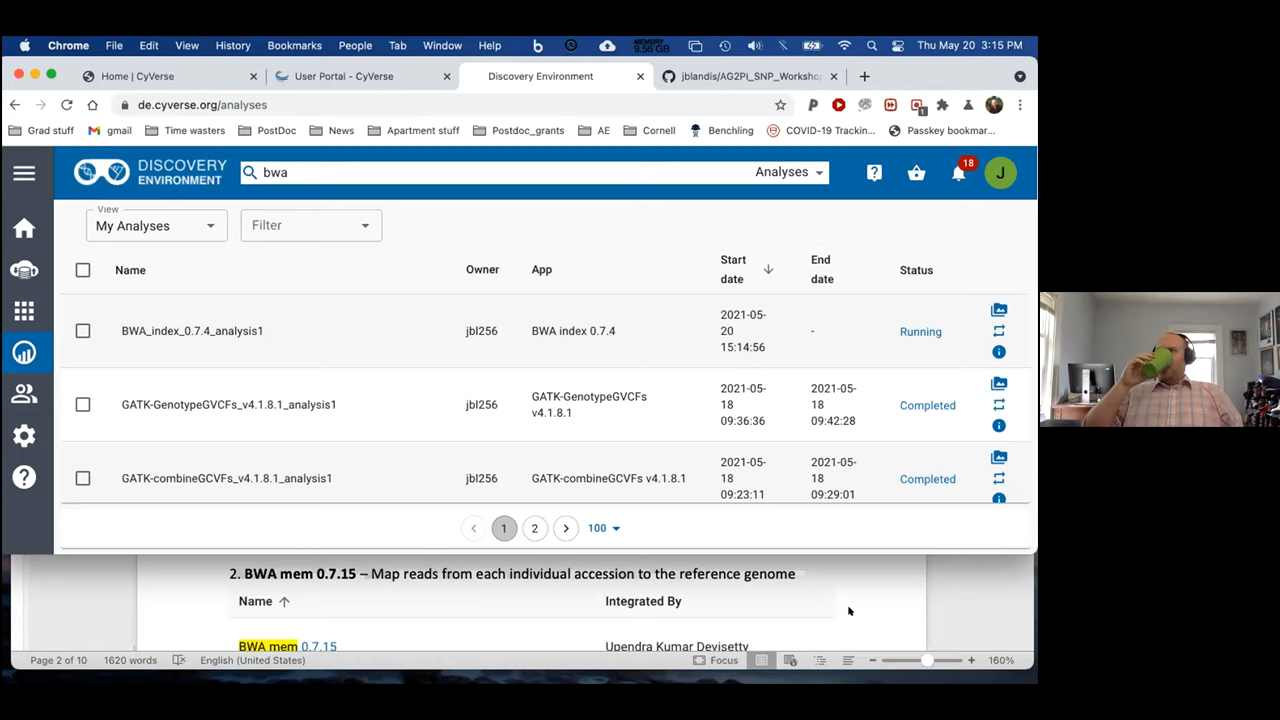 Chrome File Edit View History Bookmarks People Tab Window Help MEMORY 9.56 GB Thu May 20 3:15 PM
Home | CyVerse User Portal - CyVerse Discovery Environment jblandis/AG2PI_SNP_Workshop
de.cyverse.org/analyses
Grad stuff gmail Time wasters PostDoc News Apartment stuff Postdoc_grants AE Cornell Benchling COVID-19 Trackin... Passkey bookmar...
DISCOVERY ENVIRONMENT bwa Analyses 18 J
View
My Analyses Filter
Name Owner App Start date End date Status
BWA_index_0.7.4_analysis1 jbl256 BWA index 0.7.4 2021-05-20 15:14:56 - Running
GATK-GenotypeGVCFs_v4.1.8.1_analysis1 jbl256 GATK-GenotypeGVCFs v4.1.8.1 2021-05-18 09:36:36 2021-05-18 09:42:28 Completed
GATK-combineGCVFs_v4.1.8.1_analysis1 jbl256 GATK-combineGCVFs v4.1.8.1 2021-05-18 09:23:11 2021-05-18 09:29:01 Completed
1 2 100
2. BWA mem 0.7.15 – Map reads from each individual accession to the reference genome
Name Integrated By
BWA mem 0.7.15 Upendra Kumar Devisetty
Page 2 of 10 1620 words English (United States) Focus 160%